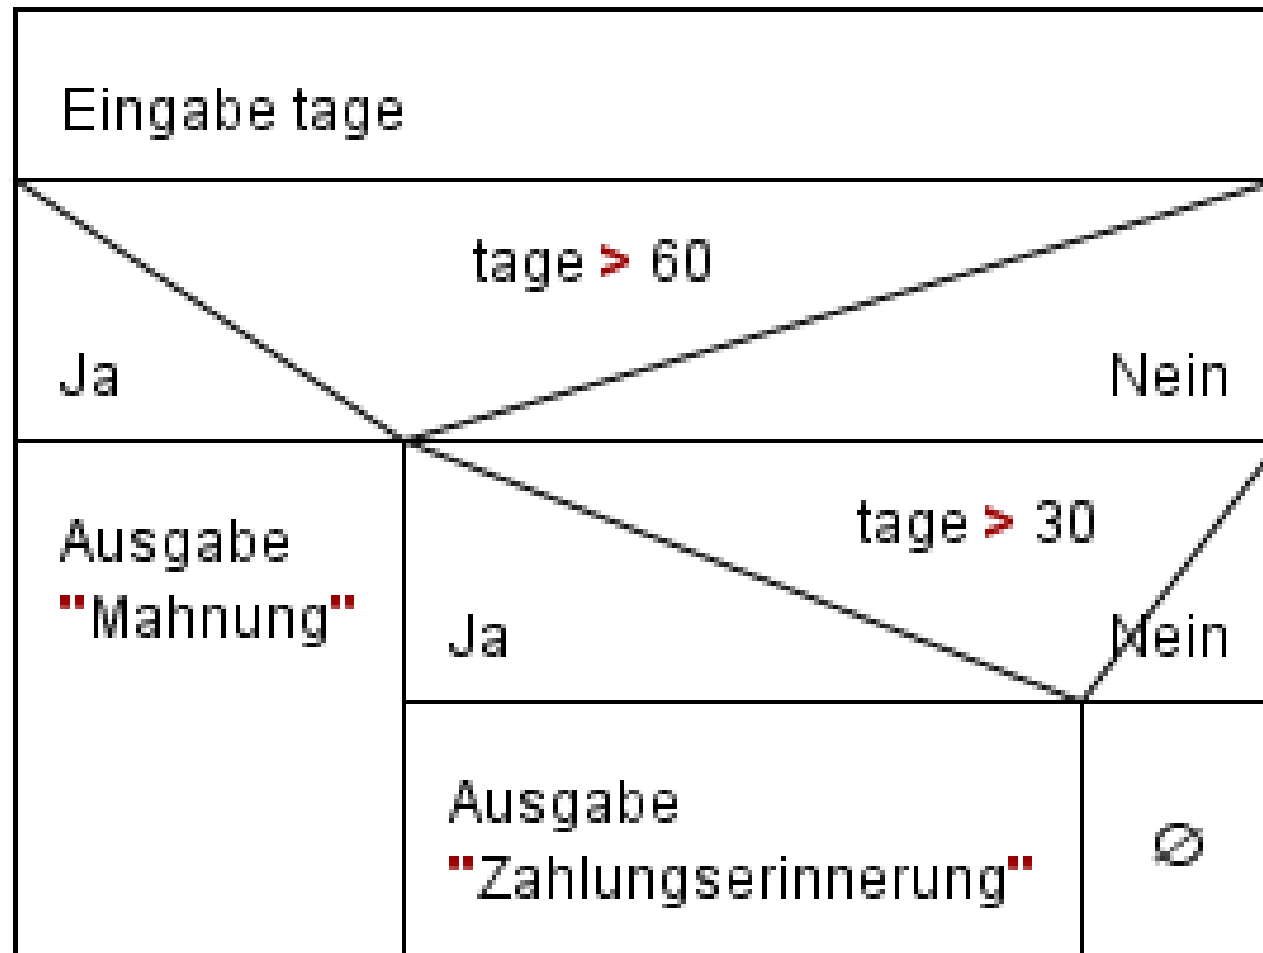 Eingabe tage
tage > 60
Ja
Nein
Ausgabe
"Mahnung"
tage > 30
Ja
Nein
Ausgabe
"Zahlungserinnerung"
∅